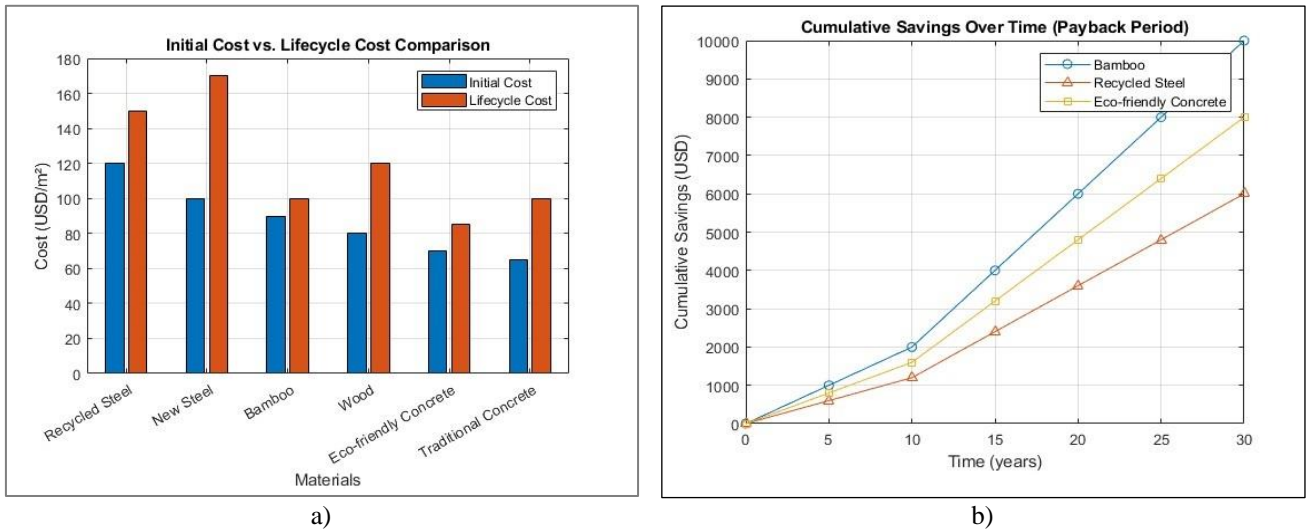 Initial Cost vs. Lifecycle Cost Comparison
Initial Cost
Lifecycle Cost
Cost (USD/m²)
180
160
140
120
100
80
60
40
20
0
Recycled Steel
New Steel
Bamboo
Wood
Eco-friendly Concrete
Traditional Concrete
Materials
a)
Cumulative Savings Over Time (Payback Period)
Bamboo
Recycled Steel
Eco-friendly Concrete
Cumulative Savings (USD)
10000
9000
8000
7000
6000
5000
4000
3000
2000
1000
0
0 5 10 15 20 25 30
Time (years)
b)